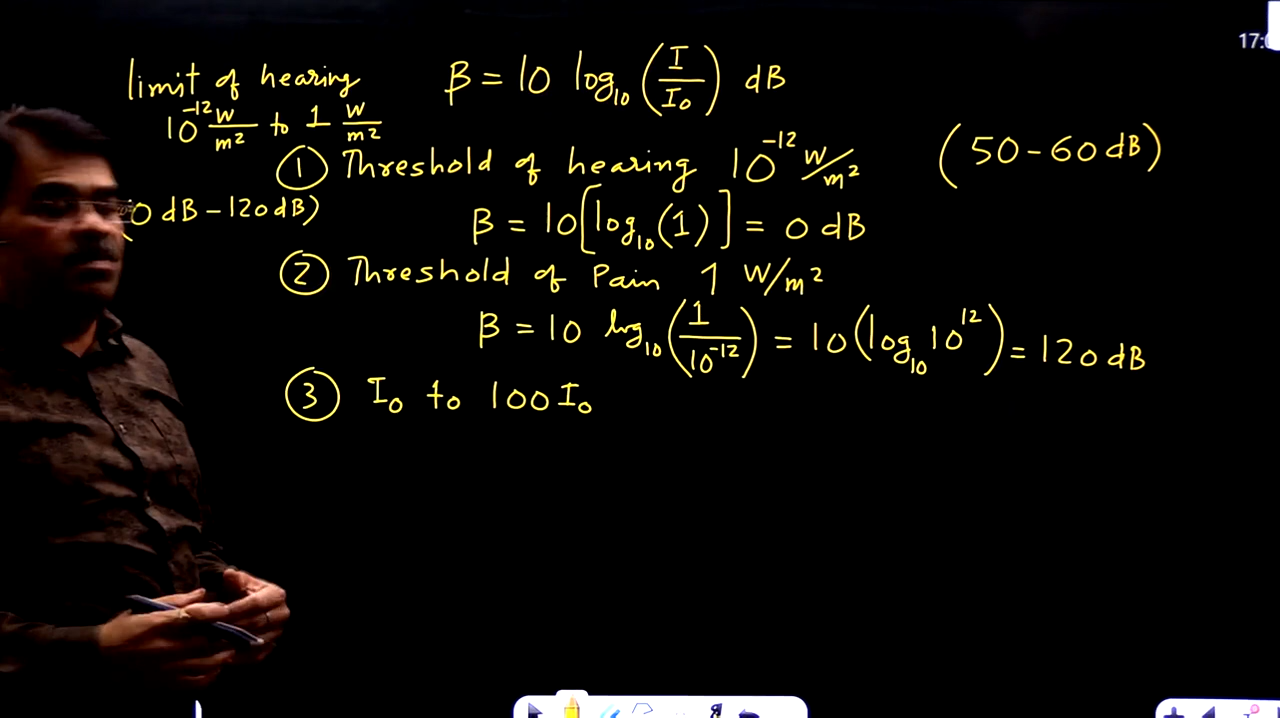 limit of hearing β = 10 log₁₀ (I/I₀) dB
10⁻¹² W/m² to 1 W/m²
① Threshold of hearing 10⁻¹² W/m² (50-60 dB)
0 dB - 120 dB)
β = 10[log₁₀(1)] = 0 dB
② Threshold of Pain 1 W/m²
β = 10 log₁₀ (1/10⁻¹²) = 10(log₁₀ 10¹²) = 120 dB
③ I₀ to 100 I₀